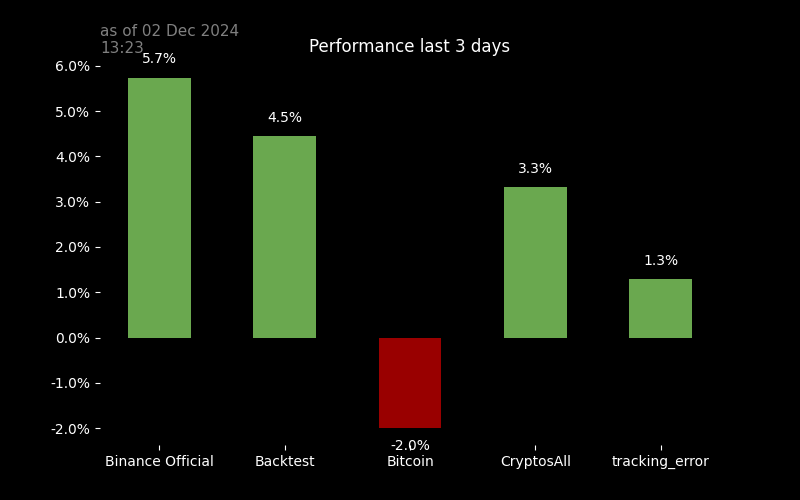 as of 02 Dec 2024
13:23
Performance last 3 days
6.0%
5.0%
4.0%
3.0%
2.0%
1.0%
0.0%
-1.0%
-2.0%
5.7%
4.5%
-2.0%
3.3%
1.3%
Binance Official
Backtest
Bitcoin
CryptosAll
tracking_error